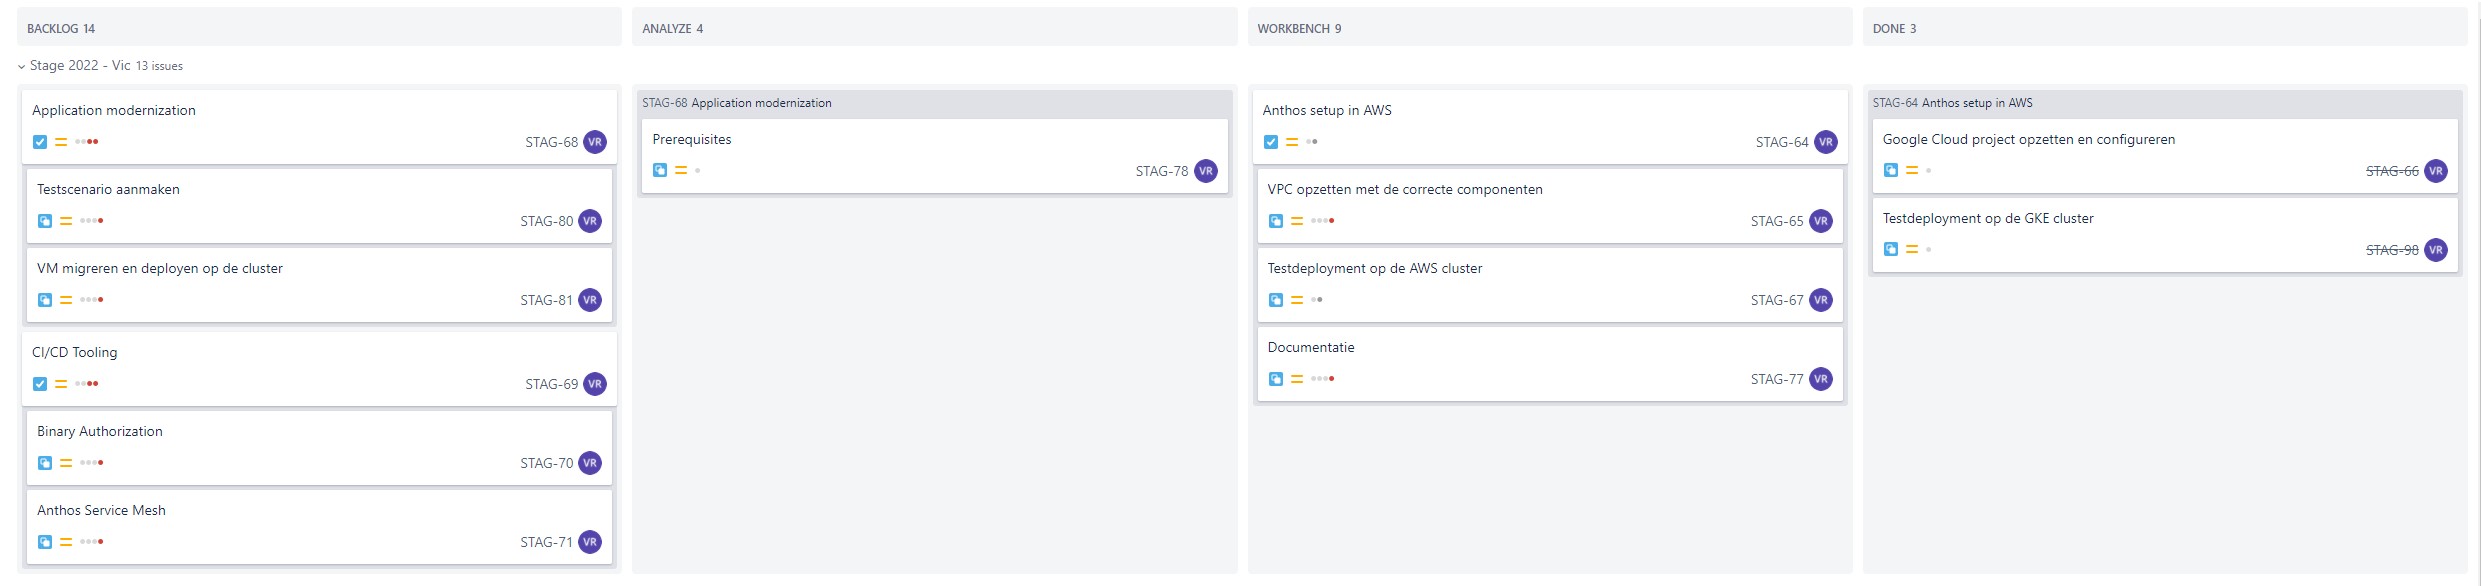 BACKLOG 14
ANALYZE 4
WORKBENCH 9
DONE 3
Stage 2022 - Vic 13 issues
Application modernization
STAG-68 VR
Testscenario aanmaken
STAG-80 VR
VM migreren en deployen op de cluster
STAG-81 VR
CI/CD Tooling
STAG-69 VR
Binary Authorization
STAG-70 VR
Anthos Service Mesh
STAG-71 VR
STAG-68 Application modernization
Prerequisites
STAG-78 VR
Anthos setup in AWS
STAG-64 VR
VPC opzetten met de correcte componenten
STAG-65 VR
Testdeployment op de AWS cluster
STAG-67 VR
Documentatie
STAG-77 VR
STAG-64 Anthos setup in AWS
Google Cloud project opzetten en configureren
STAG-66 VR
Testdeployment op de GKE cluster
STAG-98 VR